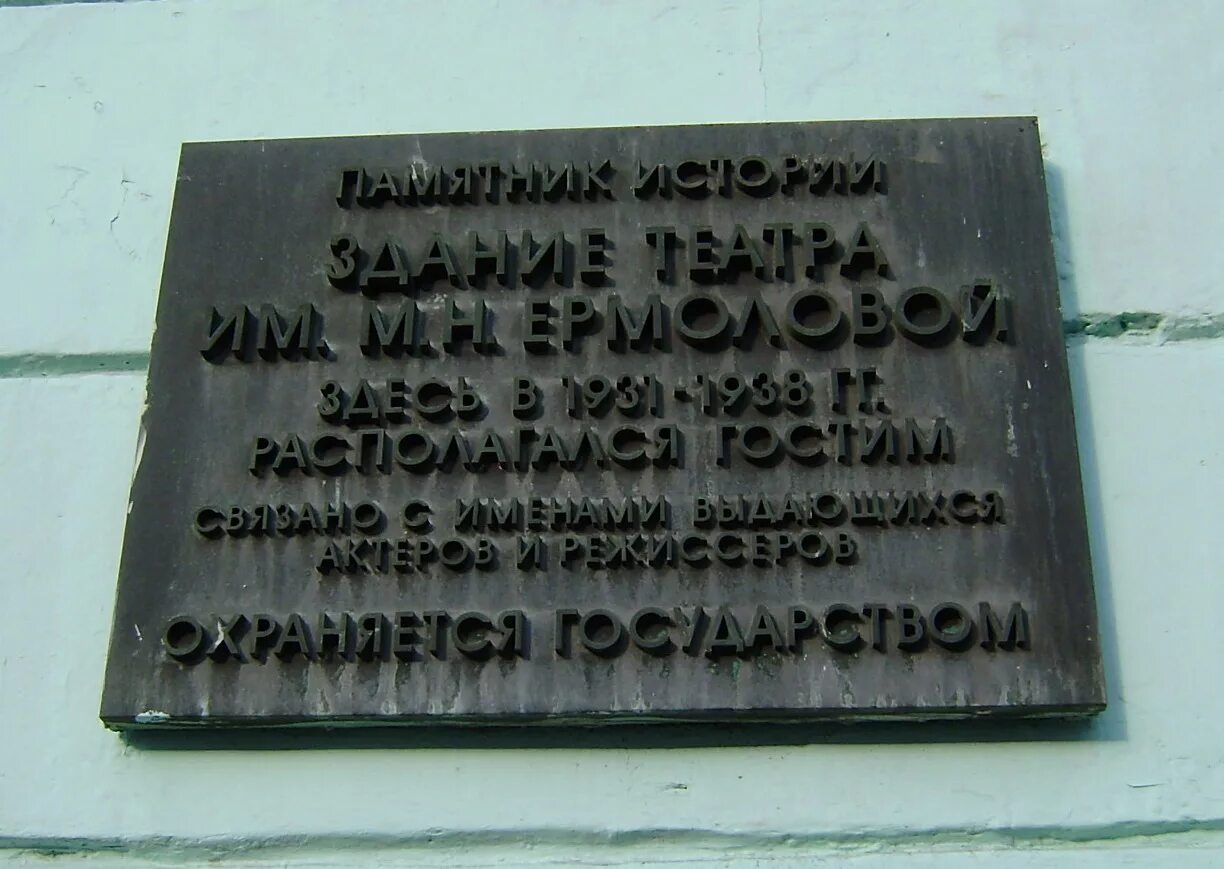 ПАМЯТНИК ИСТОРИИ
ЗДАНИЕ ТЕАТРА
ИМ. М.Н. ЕРМОЛОВОЙ
ЗДЕСЬ В 1931-1938 ГГ.
РАСПОЛАГАЛСЯ ГОСТИМ
СВЯЗАНО С ИМЕНАМИ ВЫДАЮЩИХСЯ
АКТЕРОВ И РЕЖИССЕРОВ
ОХРАНЯЕТСЯ ГОСУДАРСТВОМ